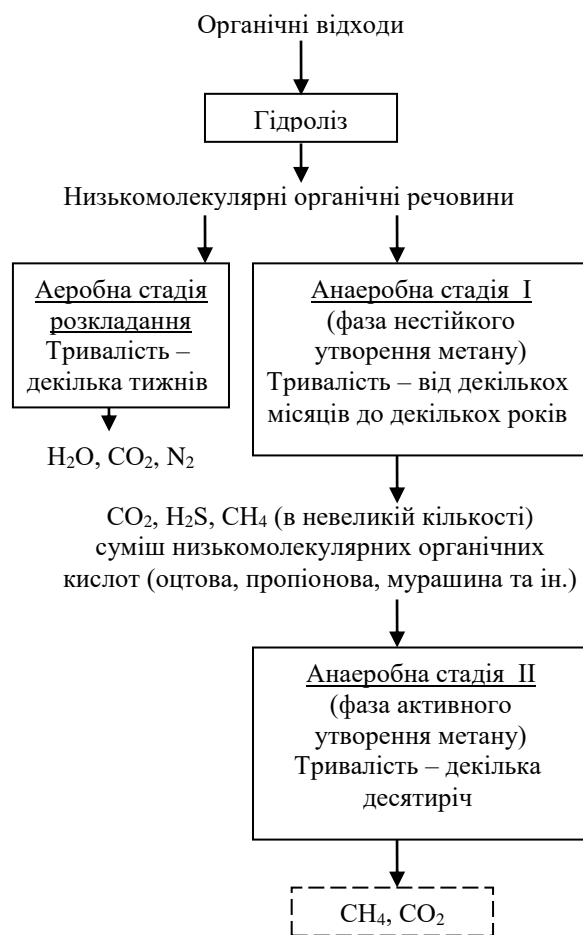 Органічні відходи
Гідроліз
Низькомолекулярні органічні речовини
Аеробна стадія
розкладання
Тривалість –
декілька тижнів
H₂O, CO₂, N₂
Анаеробна стадія I
(фаза нестійкого
утворення метану)
Тривалість – від декількох
місяців до декількох років
CO₂, H₂S, CH₄ (в невеликій кількості)
суміш низькомолекулярних органічних
кислот (оцтова, пропіонова, мурашина та ін.)
Анаеробна стадія II
(фаза активного
утворення метану)
Тривалість – декілька
десятиріч
CH₄, CO₂